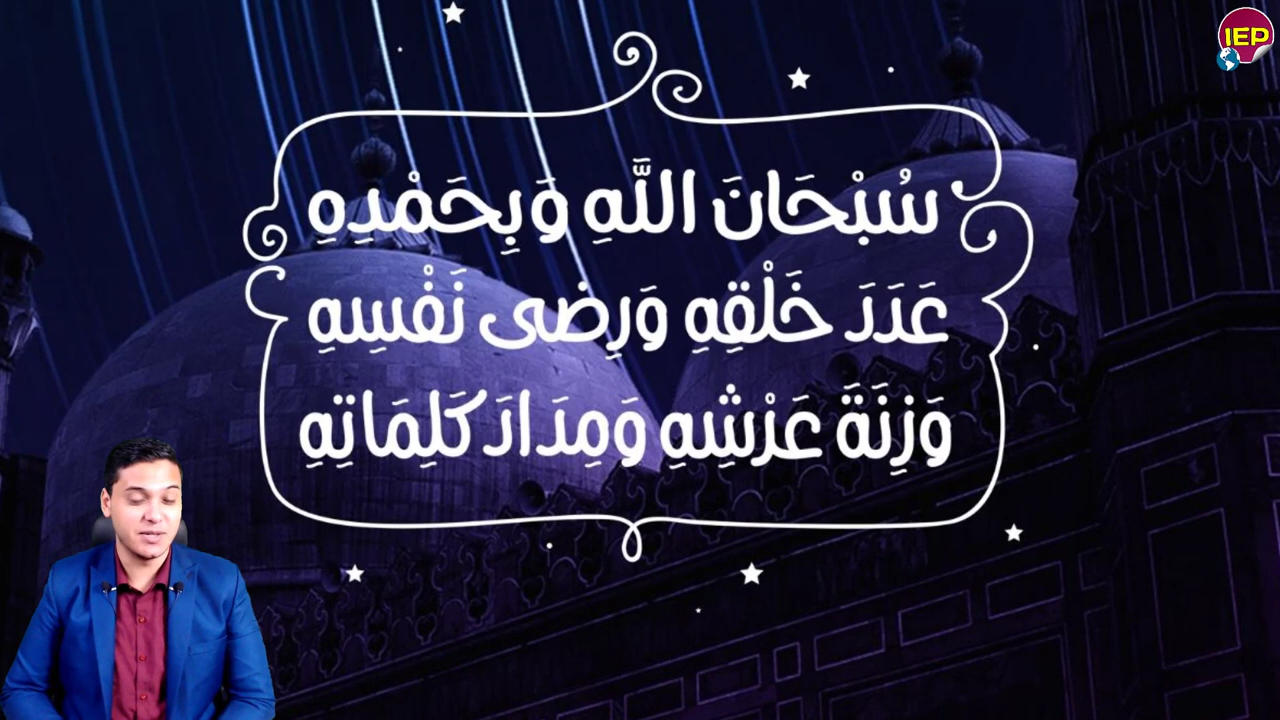 IEP
سُبْحَانَ اللَّهِ وَبِحَمْدِهِ
عَدَدَ خَلْقِهِ وَرِضَى نَفْسِهِ
وَزِنَةَ عَرْشِهِ وَمِدَادَ كَلِمَاتِهِ